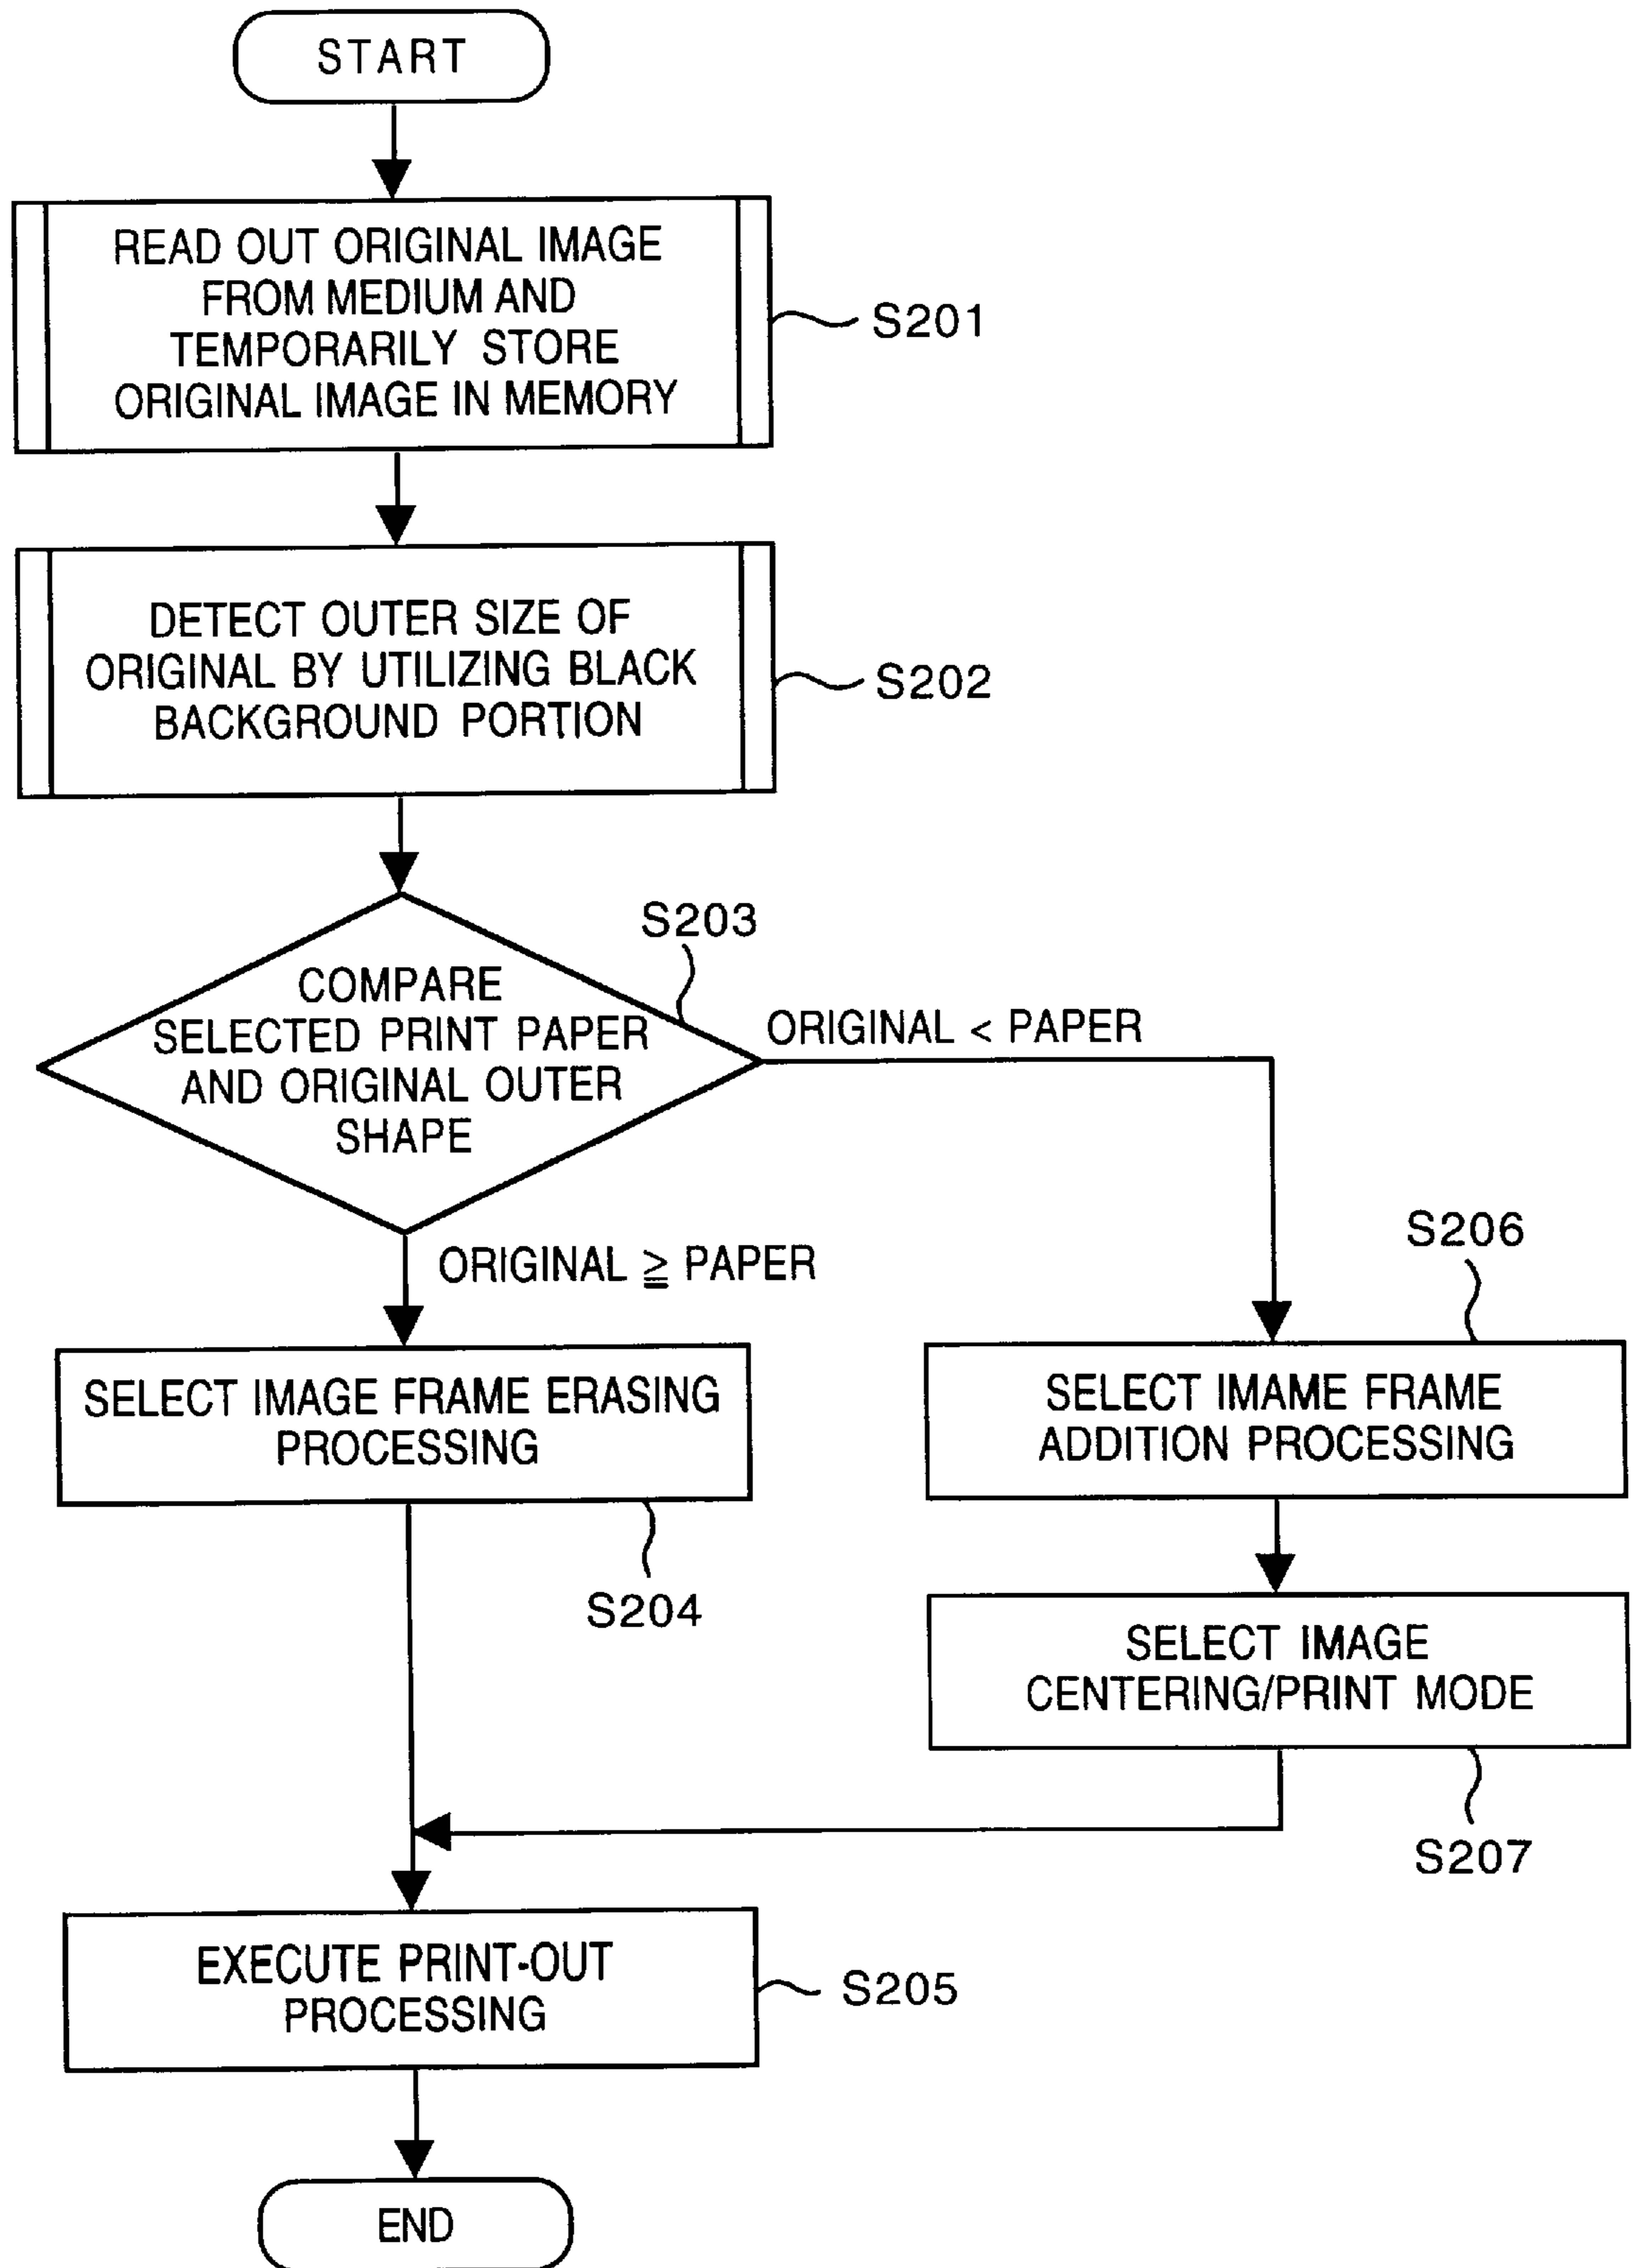 START
READ OUT ORIGINAL IMAGE
FROM MEDIUM AND
TEMPORARILY STORE
ORIGINAL IMAGE IN MEMORY
S201
DETECT OUTER SIZE OF
ORIGINAL BY UTILIZING BLACK
BACKGROUND PORTION
S202
S203
COMPARE
SELECTED PRINT PAPER
AND ORIGINAL OUTER
SHAPE
ORIGINAL < PAPER
ORIGINAL ≧ PAPER
SELECT IMAGE FRAME ERASING
PROCESSING
S204
S206
SELECT IMAME FRAME
ADDITION PROCESSING
SELECT IMAGE
CENTERING/PRINT MODE
S207
EXECUTE PRINT-OUT
PROCESSING
S205
END